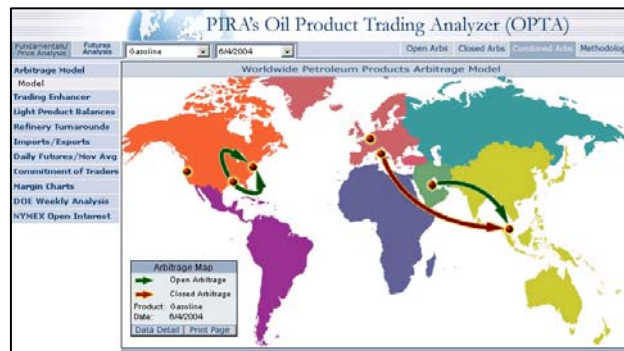 PIRA's Oil Product Trading Analyzer (OPTA)
Fundamentals/
Price Analysis
Futures
Analysis
Gasoline
6/4/2004
Open Arbs
Closed Arbs
Combined Arbs
Methodolog
Arbitrage Model
Model
Trading Enhancer
Light Product Balances
Refinery Turnarounds
Imports/Exports
Daily Futures/Mov Avg
Commitment of Traders
Margin Charts
DOE Weekly Analysis
NYMEX Open Interest
Worldwide Petroleum Products Arbitrage Model
Arbitrage Map
Open Arbitrage
Closed Arbitrage
Product: Gasoline
Date: 6/4/2004
Data Detail | Print Page